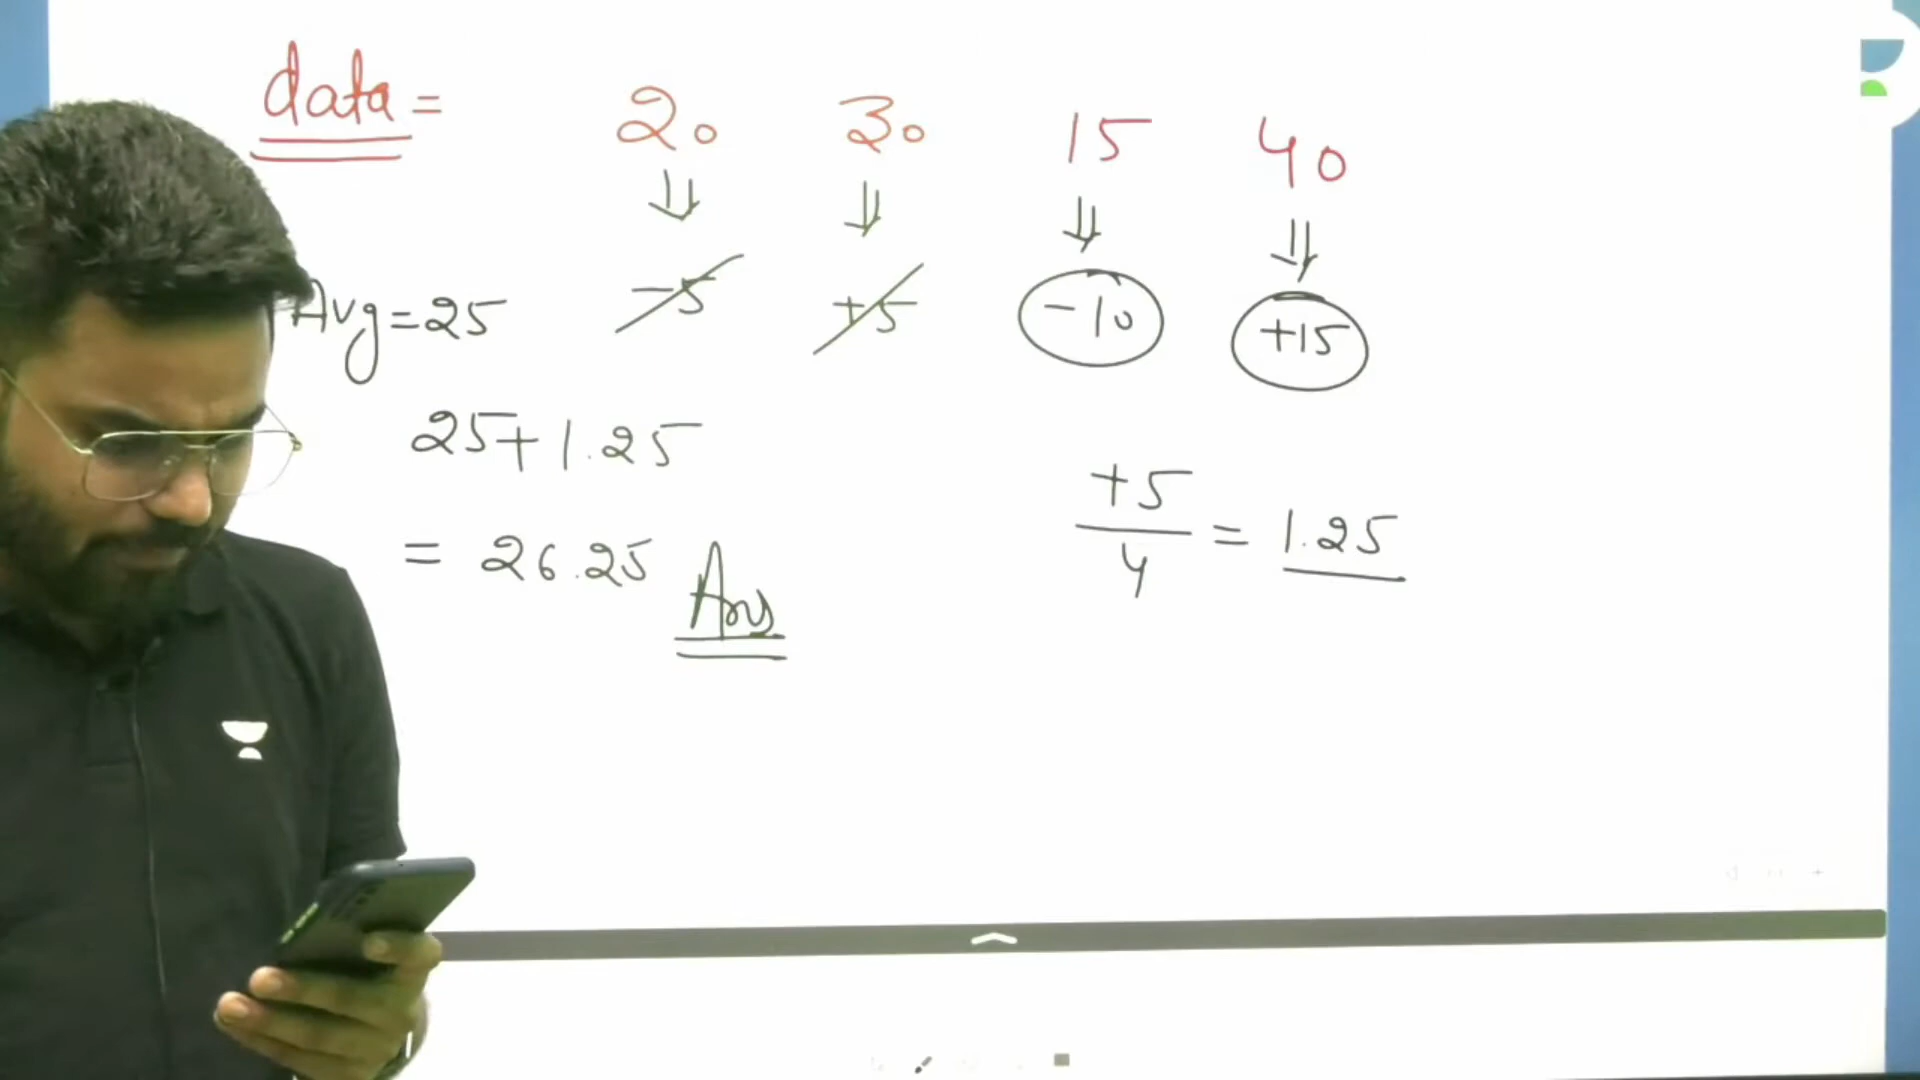 data = 20 30 15 40
Avg=25 -5 +5 -10 +15
25+1.25
+5/4 = 1.25
= 26.25 Ans